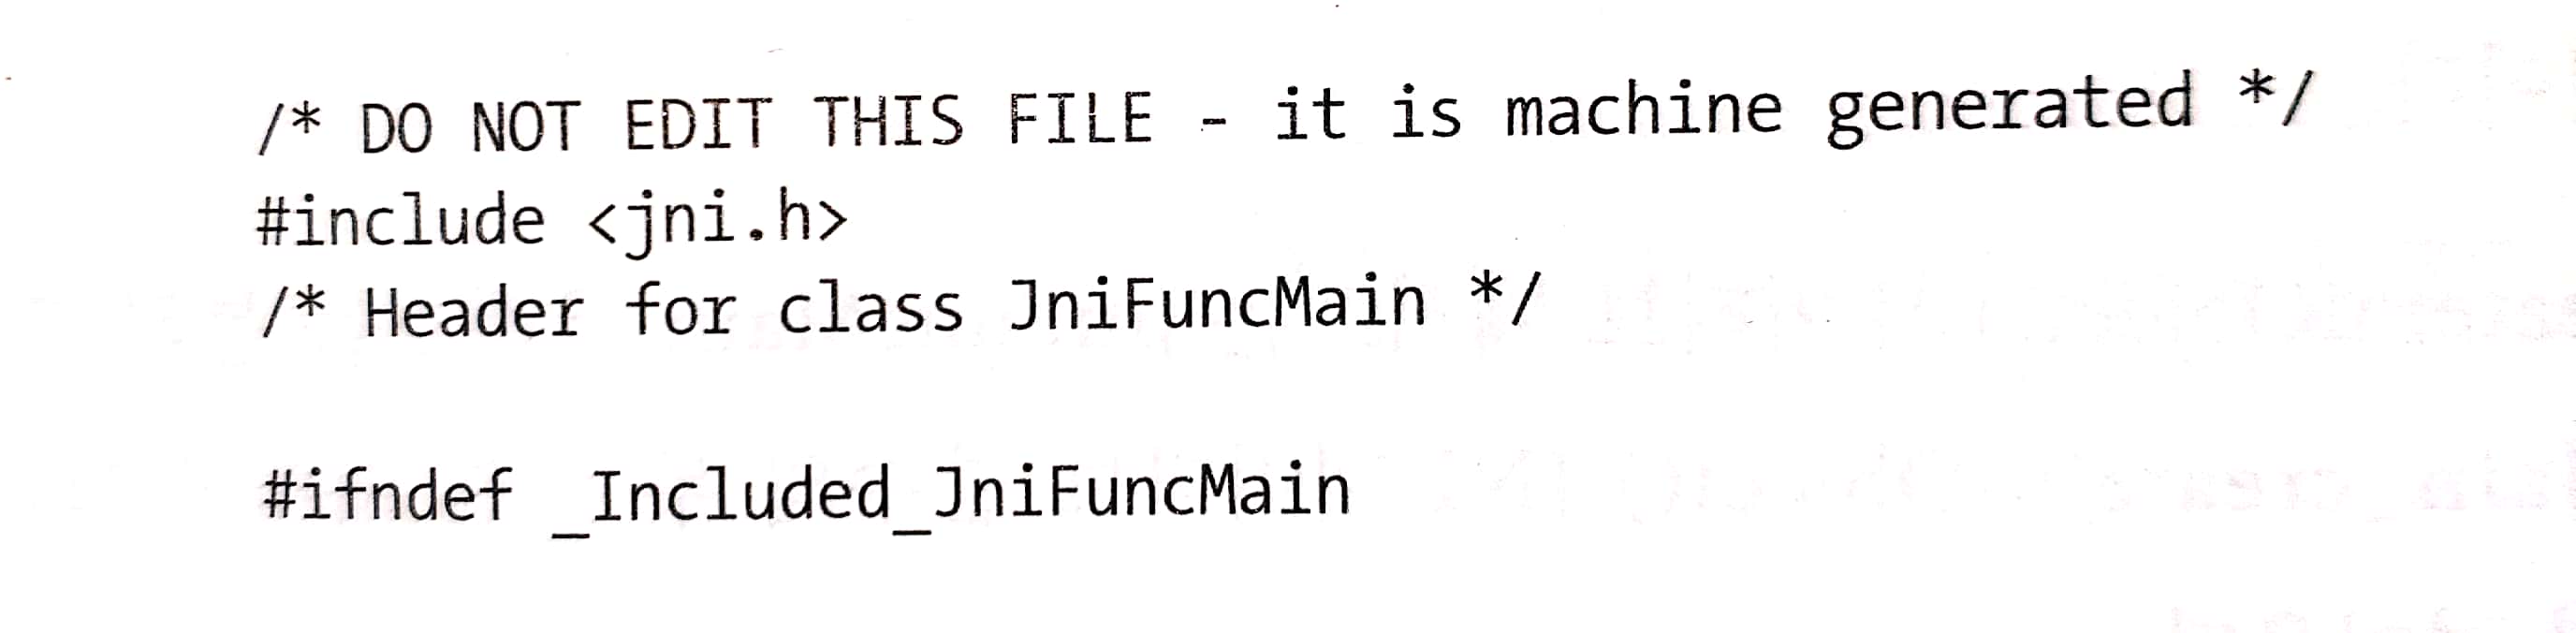 /* DO NOT EDIT THIS FILE - it is machine generated */
#include <jni.h>
/* Header for class JniFuncMain */
#ifndef _Included_JniFuncMain